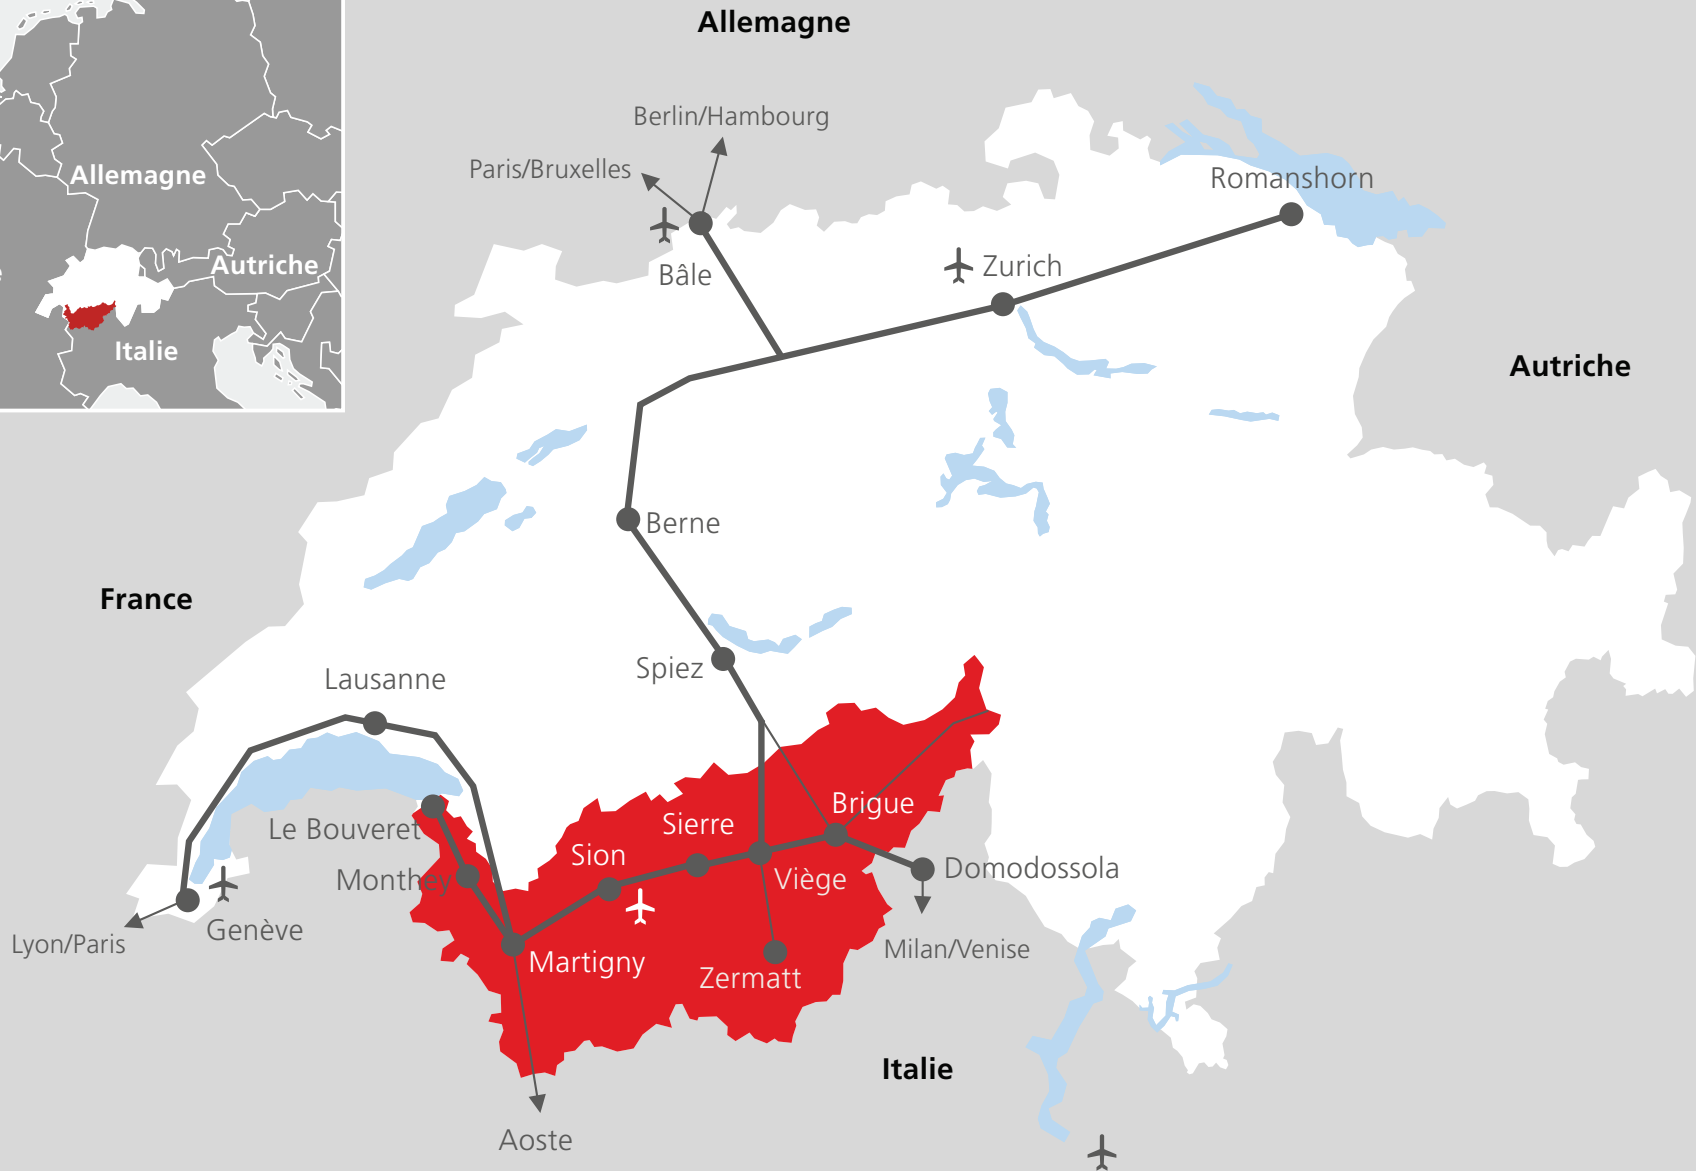 Allemagne
Autriche
Italie
Allemagne
Berlin/Hambourg
Paris/Bruxelles
Romanshorn
Zurich
Bâle
Autriche
Berne
France
Spiez
Lausanne
Brigue
Sierre
Le Bouveret
Sion
Domodossola
Monthey
Viège
Genève
Lyon/Paris
Milan/Venise
Martigny
Zermatt
Italie
Aoste